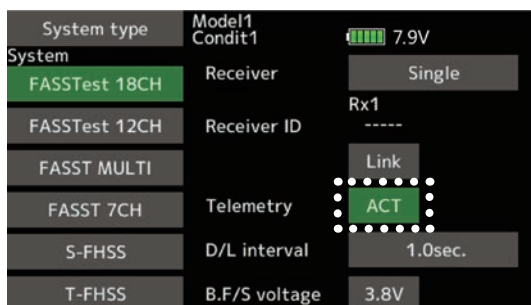 System type
Model1
Condit1
7.9V
System
FASSTest 18CH
Receiver
Single
Rx1
FASSTest 12CH
Receiver ID
-----
FASST MULTI
Link
FASST 7CH
Telemetry
ACT
S-FHSS
D/L interval
1.0sec.
T-FHSS
B.F/S voltage
3.8V